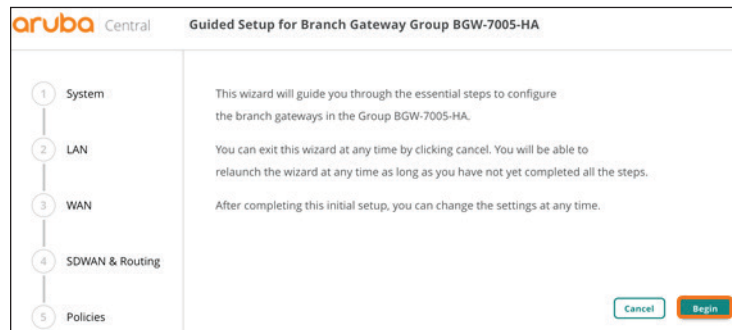 aruba Central
Guided Setup for Branch Gateway Group BGW-7005-HA
1 System
2 LAN
3 WAN
4 SDWAN & Routing
5 Policies
This wizard will guide you through the essential steps to configure
the branch gateways in the Group BGW-7005-HA.
You can exit this wizard at any time by clicking cancel. You will be able to
relaunch the wizard at any time as long as you have not yet completed all the steps.
After completing this initial setup, you can change the settings at any time.
Cancel
Begin